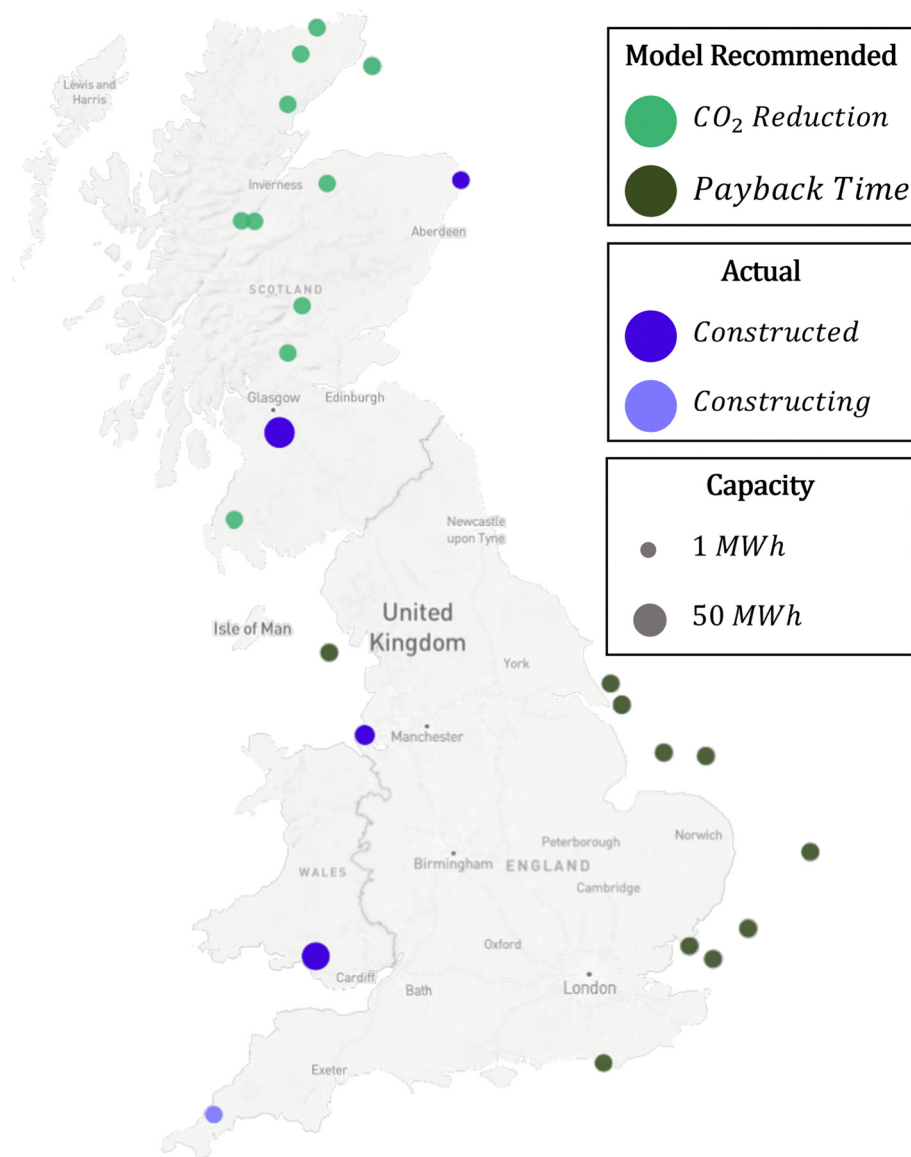 Model Recommended
CO₂ Reduction
Payback Time
Actual
Constructed
Constructing
Capacity
1 MWh
50 MWh
Lewis and
Harris
Inverness
Aberdeen
SCOTLAND
Glasgow
Edinburgh
Newcastle
upon Tyne
United
Kingdom
Isle of Man
York
Manchester
Peterborough
Norwich
Birmingham
ENGLAND
WALES
Cambridge
Oxford
Cardiff
Bath
London
Exeter